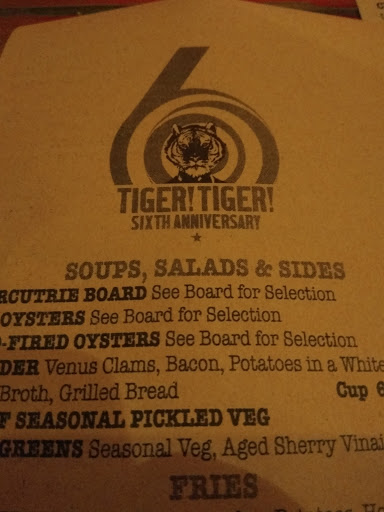 TIGER!TIGER!
SIXTH ANNIVERSARY
SOUPS, SALADS & SIDES
RCUTRIE BOARD See Board for Selection
OYSTERS See Board for Selection
-FIRED OYSTERS See Board for Selection
DER Venus Clams, Bacon, Potatoes in a White
Broth, Grilled Bread Cup 6
F SEASONAL PICKLED VEG
GREENS Seasonal Veg, Aged Sherry Vinai
FRIES